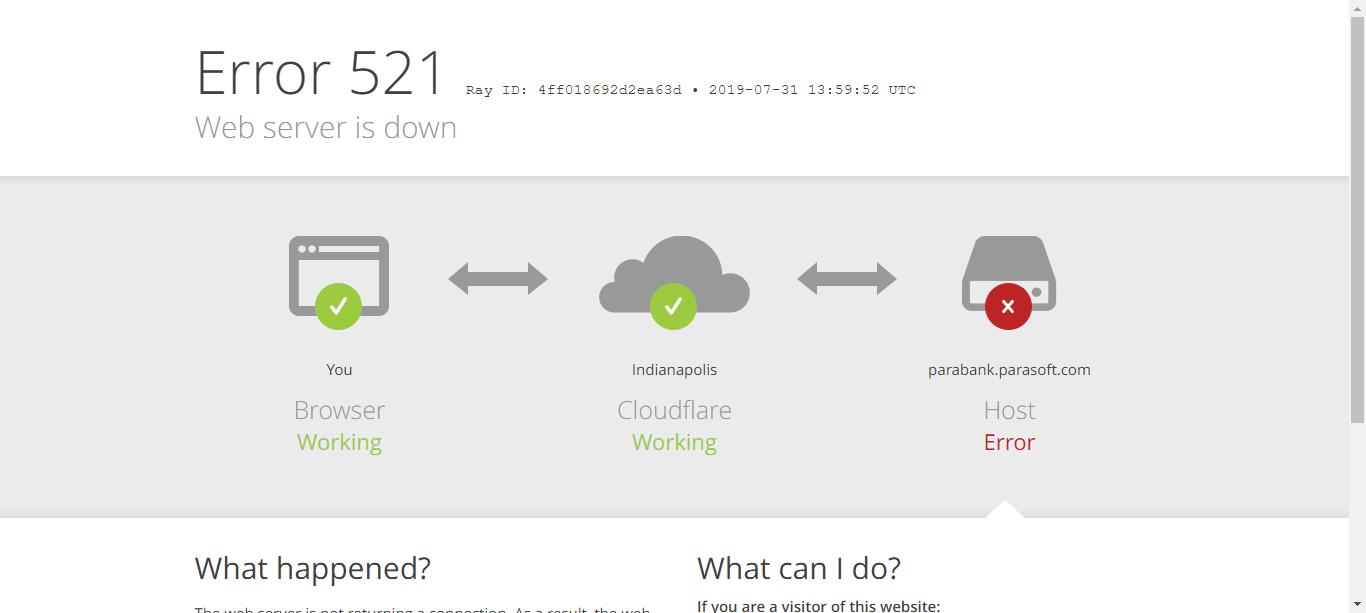 Error 521 Ray ID: 4ff018692d2ea63d • 2019-07-31 13:59:52 UTC
Web server is down
You
Browser
Working
Indianapolis
Cloudflare
Working
parabank.parasoft.com
Host
Error
What happened?
The web server is not returning a connection. As a result, the web
What can I do?
If you are a visitor of this website: